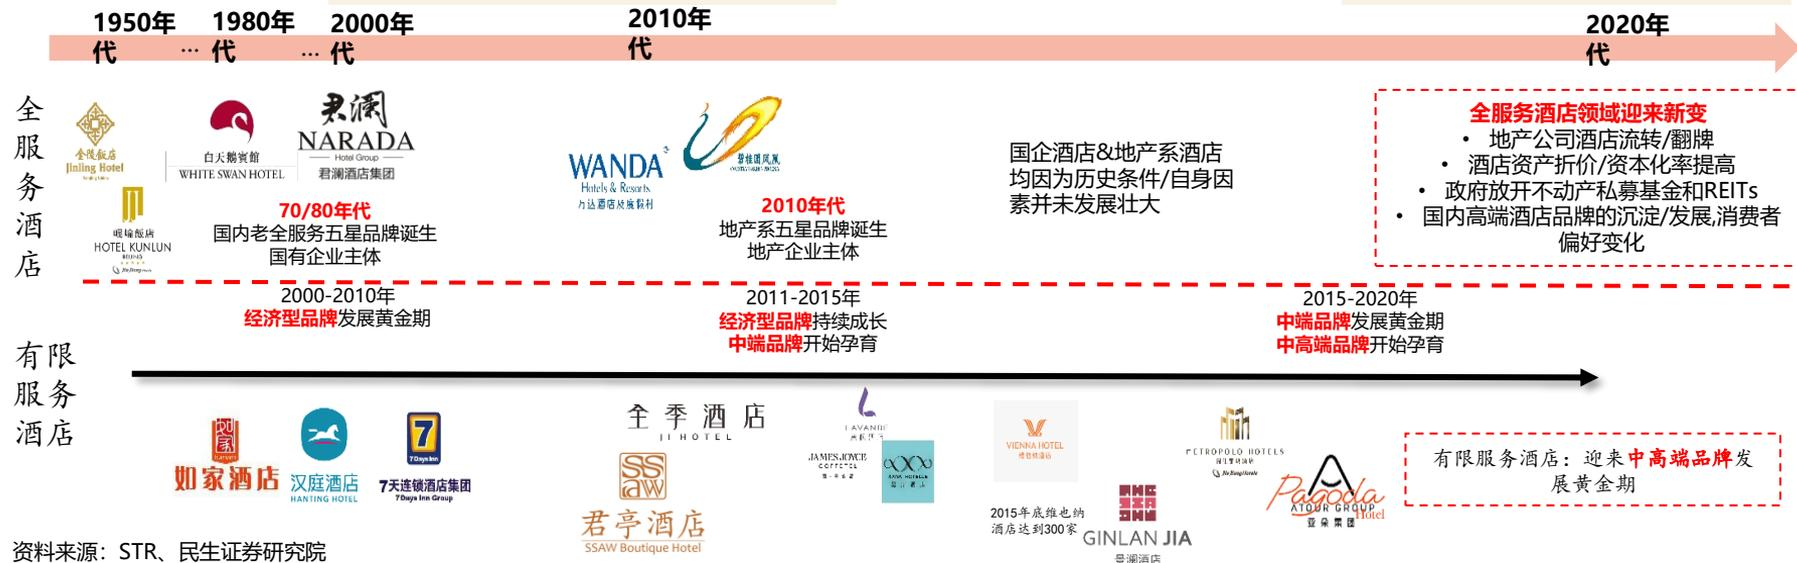 1950年代
…
1980年代
…
2000年代
2010年代
2020年代
全服务酒店
金陵飯店
Jinling Hotel
白天鹅賓館
WHITE SWAN HOTEL
君澜
NARADA
Hotel Group
君澜酒店集团
HOTEL KUNLUN
BEIJING
70/80年代
国内老全服务五星品牌诞生
国有企业主体
WANDA
Hotels & Resorts
万达酒店及度假村
碧桂园凤凰
2010年代
地产系五星品牌诞生
地产企业主体
国企酒店&地产系酒店
均因为历史条件/自身因
素并未发展壮大
全服务酒店领域迎来新变
• 地产公司酒店流转/翻牌
• 酒店资产折价/资本化率提高
• 政府放开不动产私募基金和REITs
• 国内高端酒店品牌的沉淀/发展,消费者
偏好变化
2000-2010年
经济型品牌发展黄金期
2011-2015年
经济型品牌持续成长
中端品牌开始孕育
2015-2020年
中端品牌发展黄金期
中高端品牌开始孕育
有限
服务
酒店
如家
如家酒店
汉庭酒店
HANTING HOTEL
7
7Days Inn
7天连锁酒店集团
7Days Inn Group
全季酒店
JI HOTEL
SSAW
君亭酒店
SSAW Boutique Hotel
LAVANDE
JAMES JOYCE
COFFETEL
VIENNA HOTEL
维也纳酒店
2015年底维也纳
酒店达到300家
GINLAN JIA
景澜酒店
METROPOLO HOTELS
Pagoda
Hotel
ATOUR GROUP
亚朵集团
有限服务酒店：迎来中高端品牌发
展黄金期
资料来源：STR、民生证券研究院